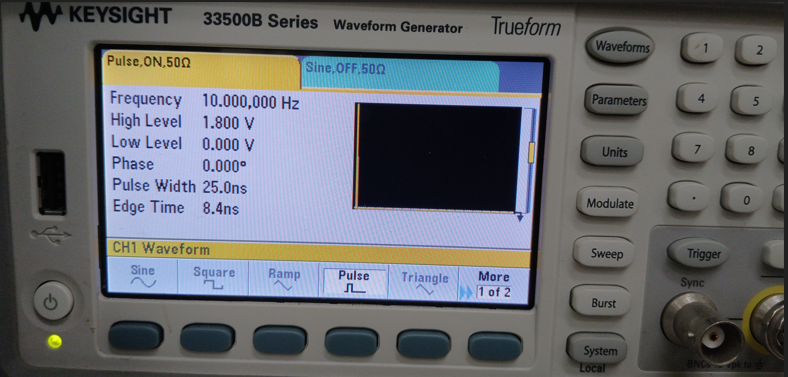 KEYSIGHT 33500B Series Waveform Generator Trueform
Pulse,ON,50Ω Sine,OFF,50Ω
Frequency 10.000,000 Hz
High Level 1.800 V
Low Level 0.000 V
Phase 0.000°
Pulse Width 25.0ns
Edge Time 8.4ns
CH1 Waveform
Sine Square Ramp Pulse Triangle More
1 of 2
Waveforms 1 2
Parameters 4 5
Units 7 8
Modulate . 0
Sweep Trigger
Sync
Burst
System
Local